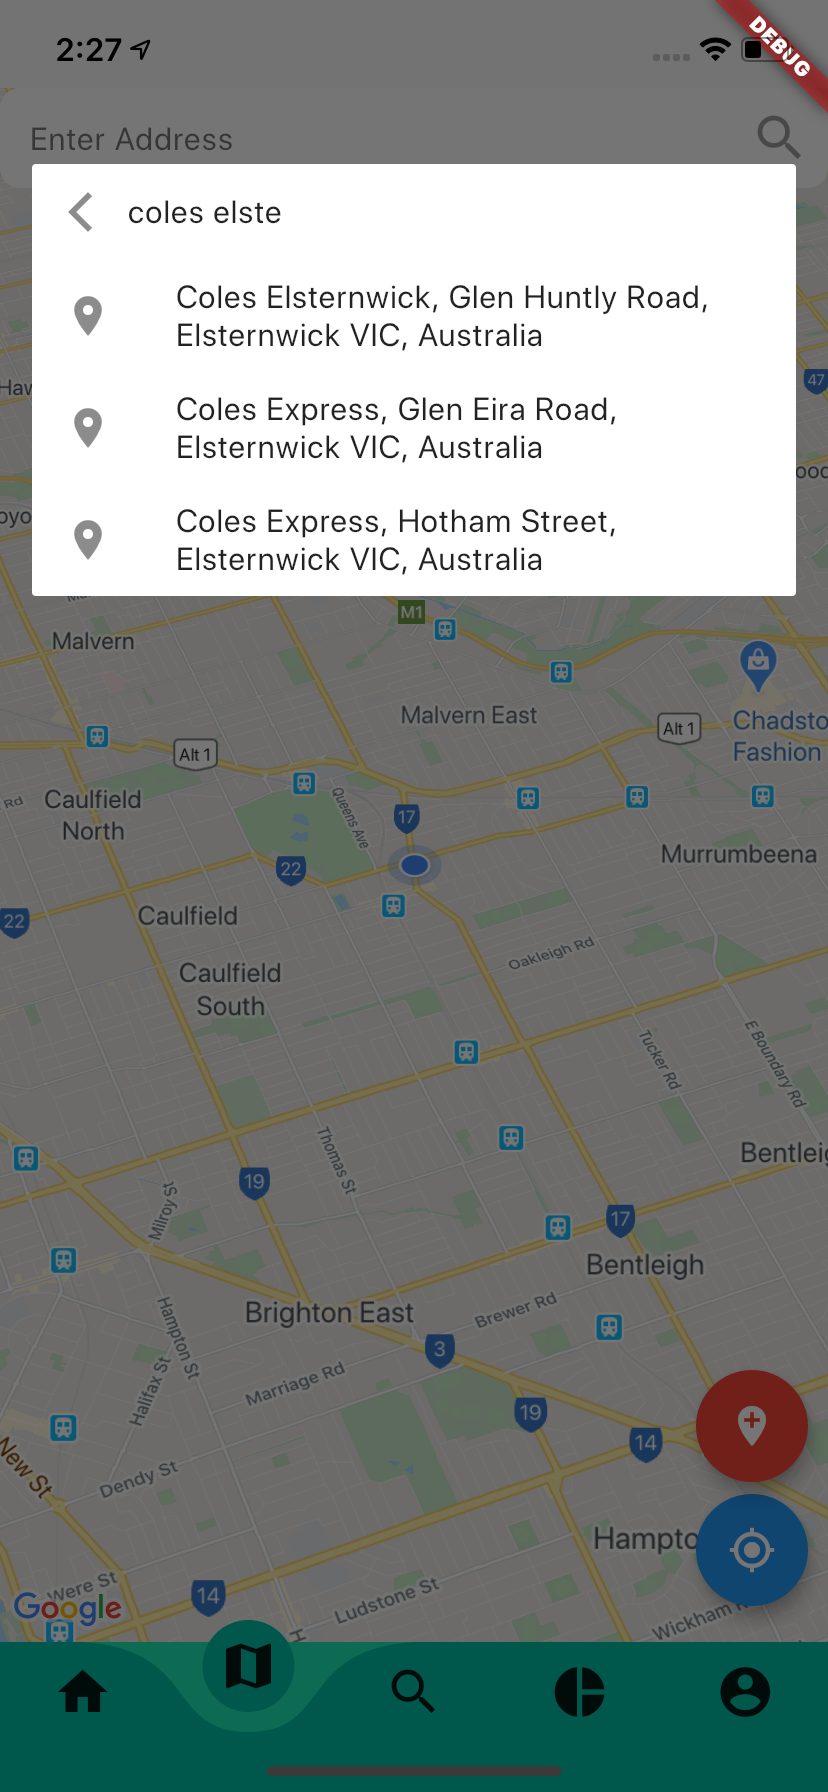 2:27
DEBUG
Enter Address
coles elste
Coles Elsternwick, Glen Huntly Road,
Elsternwick VIC, Australia
Coles Express, Glen Eira Road,
Elsternwick VIC, Australia
Coles Express, Hotham Street,
Elsternwick VIC, Australia
47
M1
Malvern
Malvern East
Alt 1
Chadsto
Fashion
Alt 1
Rd
Caulfield
North
Queens Ave
17
Murrumbeena
22
22
Caulfield
Oakleigh Rd
Caulfield
South
Tucker Rd
E Boundary Rd
Thomas St
Bentleig
19
Milroy St
17
Bentleigh
Hampton St
Brighton East
Brewer Rd
3
Halifax St
Marriage Rd
19
14
New St
Dendy St
Hampto
Were St
14
Google
Ludstone St
Wickham
H